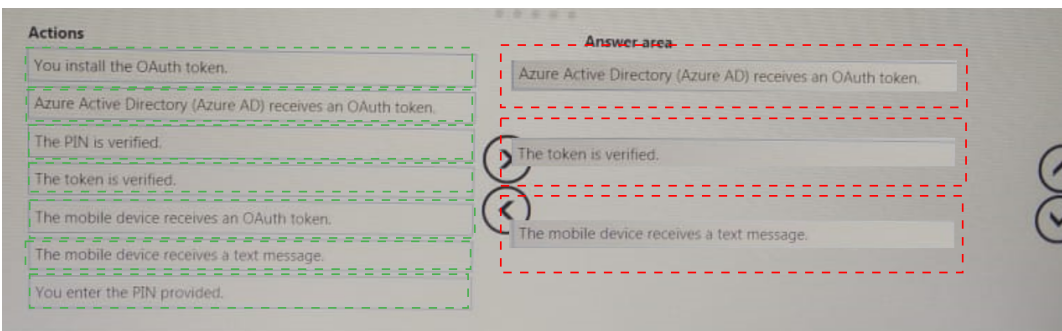 Actions
You install the OAuth token.
Azure Active Directory (Azure AD) receives an OAuth token.
The PIN is verified.
The token is verified.
The mobile device receives an OAuth token.
The mobile device receives a text message.
You enter the PIN provided.
Answer area
Azure Active Directory (Azure AD) receives an OAuth token.
The token is verified.
The mobile device receives a text message.